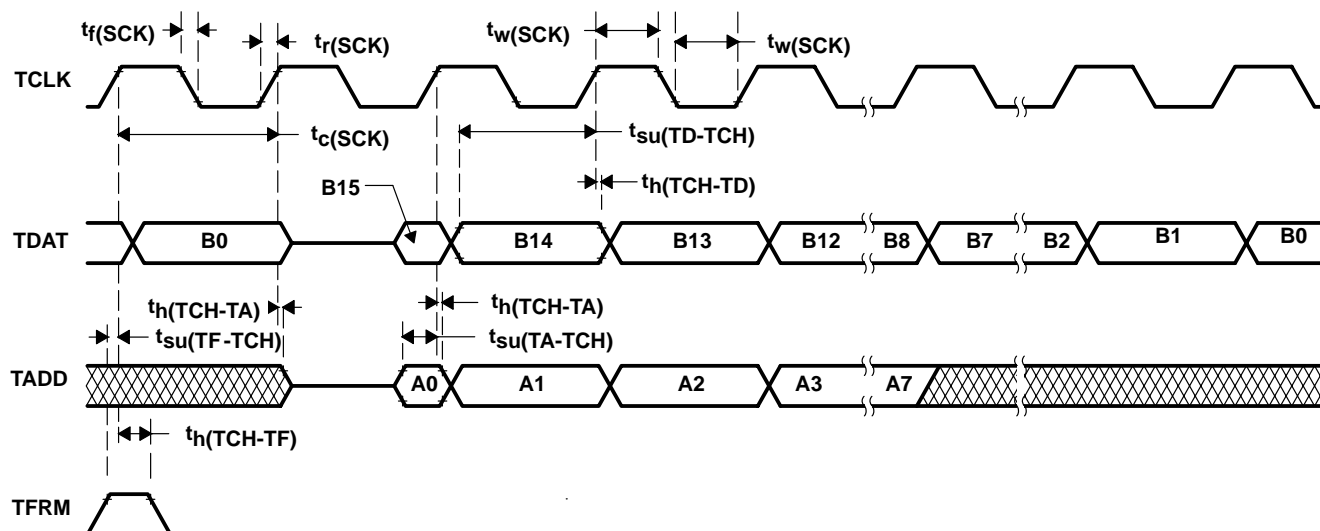 tf(SCK)
tr(SCK)
tw(SCK)
tw(SCK)
TCLK
tc(SCK)
tsu(TD-TCH)
th(TCH-TD)
B15
TDAT
B0
B14
B13
B12
B8
B7
B2
B1
B0
th(TCH-TA)
th(TCH-TA)
tsu(TF-TCH)
tsu(TA-TCH)
TADD
A0
A1
A2
A3
A7
th(TCH-TF)
TFRM